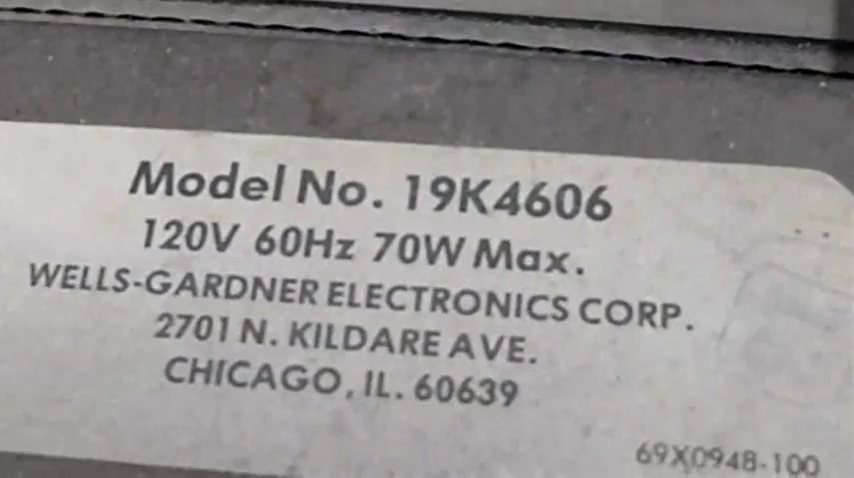 Model No. 19K4606
120V 60Hz 70W Max.
WELLS-GARDNER ELECTRONICS CORP.
2701 N. KILDARE AVE.
CHICAGO, IL. 60639
69X0948-100